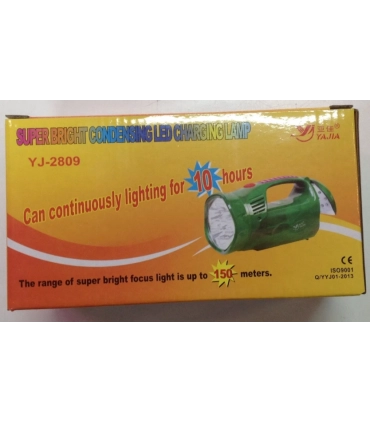 SUPER BRIGHT CONDENSING LED CHARGING LAMP
YAJIA
YJ-2809
Can continuously lighting for 10 hours
The range of super bright focus light is up to 150 meters.
CE
ISO9001
Q/YYJ01-2013